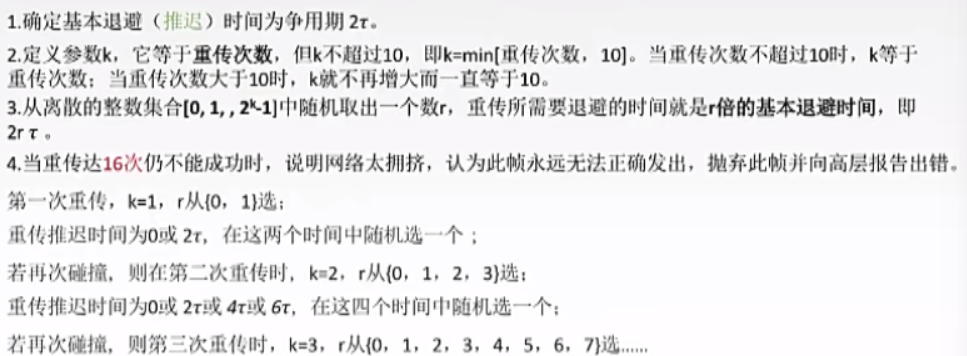 1.确定基本退避（推迟）时间为争用期 2τ。
2.定义参数k，它等于重传次数，但k不超过10，即k=min[重传次数，10]。当重传次数不超过10时，k等于
重传次数；当重传次数大于10时，k就不再增大而一直等于10。
3.从离散的整数集合[0, 1, , 2ᵏ-1]中随机取出一个数r，重传所需要退避的时间就是r倍的基本退避时间，即
2r τ 。
4.当重传达16次仍不能成功时，说明网络太拥挤，认为此帧永远无法正确发出，抛弃此帧并向高层报告出错。
第一次重传，k=1，r从{0，1}选；
重传推迟时间为0或 2τ，在这两个时间中随机选一个；
若再次碰撞，则在第二次重传时，k=2，r从{0，1，2，3}选；
重传推迟时间为0或 2τ或 4τ或 6τ，在这四个时间中随机选一个；
若再次碰撞，则第三次重传时，k=3，r从{0，1，2，3，4，5，6，7}选......